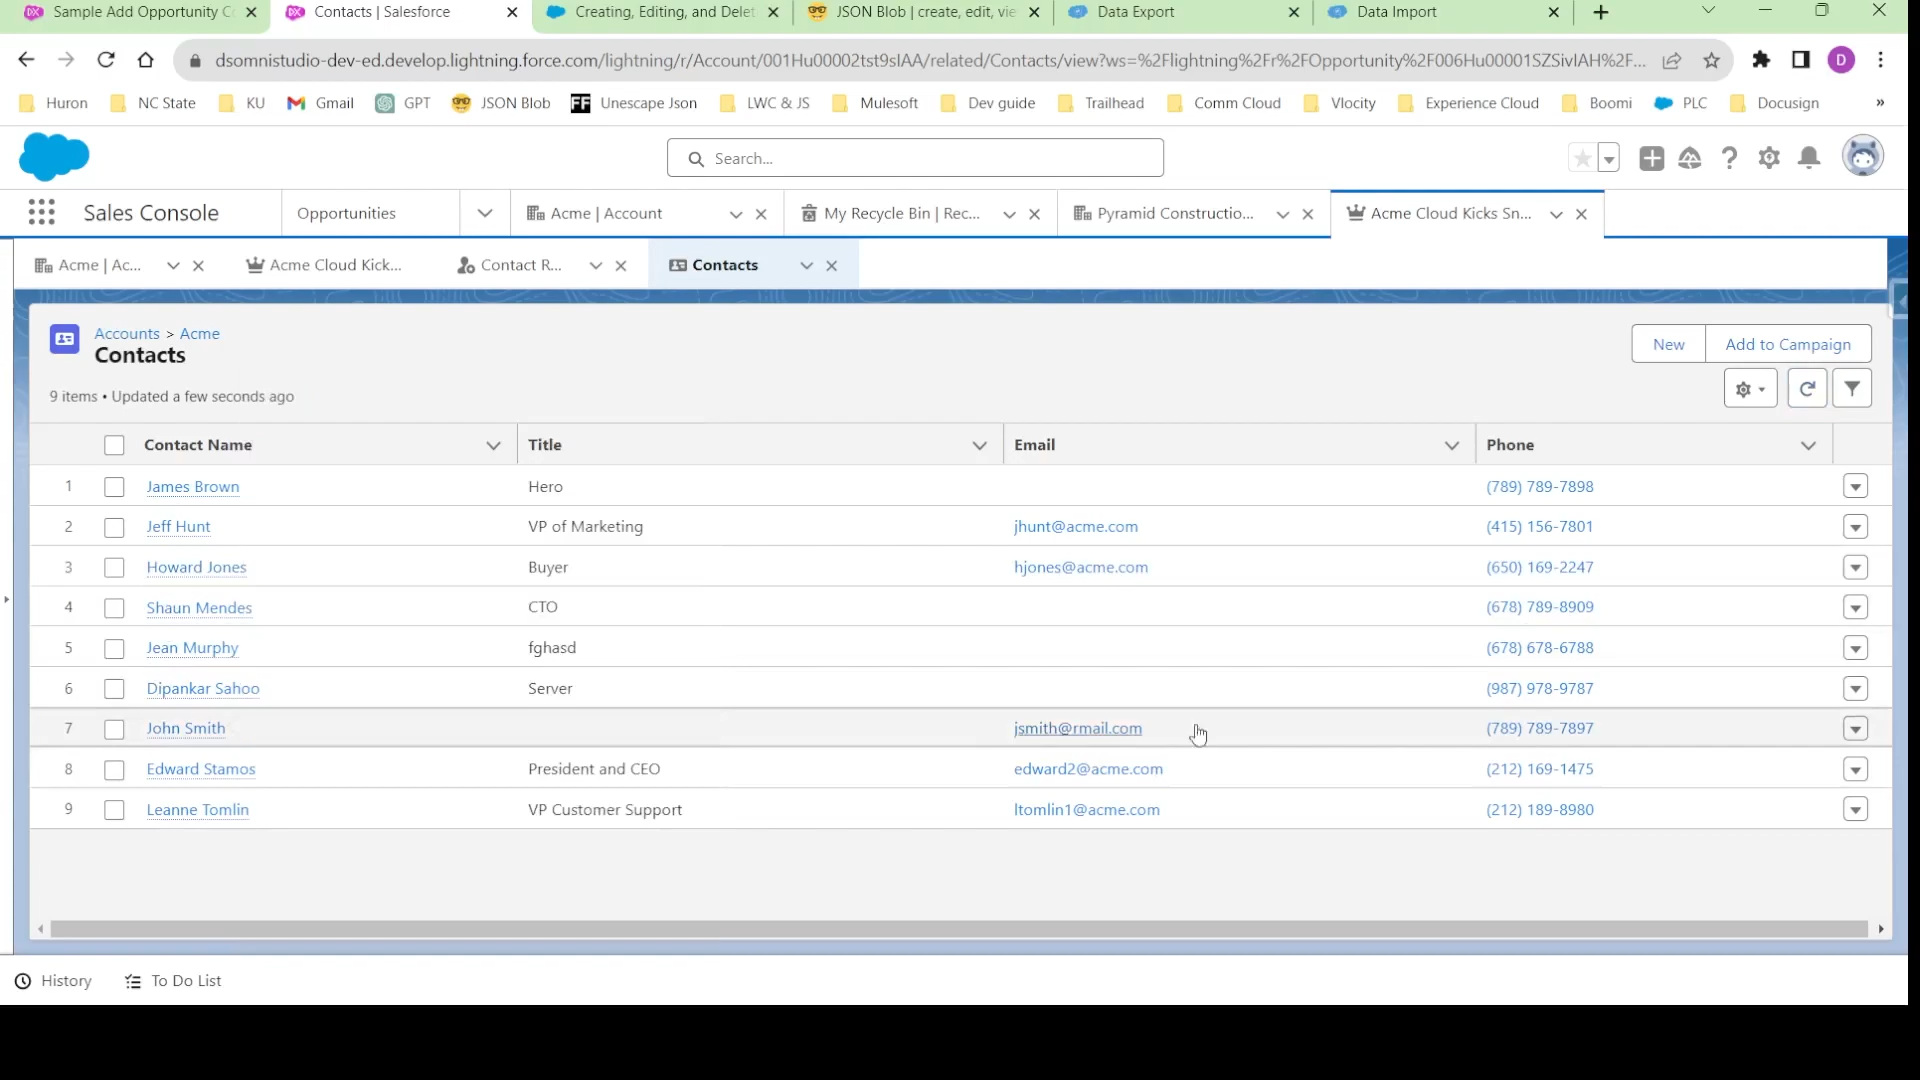 Sample Add Opportunity C
Contacts | Salesforce
Creating, Editing, and Delet
JSON Blob | create, edit, vie
Data Export
Data Import
dsomnistudio-dev-ed.develop.lightning.force.com/lightning/r/Account/001Hu00002tst9sIAA/related/Contacts/view?ws=%2Flightning%2Fr%2FOpportunity%2F006Hu00001SZSivIAH%2F...
D
Huron
NC State
KU
Gmail
GPT
JSON Blob
FF Unescape Json
LWC & JS
Mulesoft
Dev guide
Trailhead
Comm Cloud
Vlocity
Experience Cloud
Boomi
PLC
Docusign
»
Search...
Sales Console
Opportunities
Acme | Account
My Recycle Bin | Rec...
Pyramid Constructio...
Acme Cloud Kicks Sn...
Acme | Ac...
Acme Cloud Kick...
Contact R...
Contacts
Accounts > Acme
Contacts
New
Add to Campaign
9 items • Updated a few seconds ago
Contact Name Title Email Phone
1 James Brown Hero (789) 789-7898
2 Jeff Hunt VP of Marketing jhunt@acme.com (415) 156-7801
3 Howard Jones Buyer hjones@acme.com (650) 169-2247
4 Shaun Mendes CTO (678) 789-8909
5 Jean Murphy fghasd (678) 678-6788
6 Dipankar Sahoo Server (987) 978-9787
7 John Smith jsmith@rmail.com (789) 789-7897
8 Edward Stamos President and CEO edward2@acme.com (212) 169-1475
9 Leanne Tomlin VP Customer Support ltomlin1@acme.com (212) 189-8980
History
To Do List